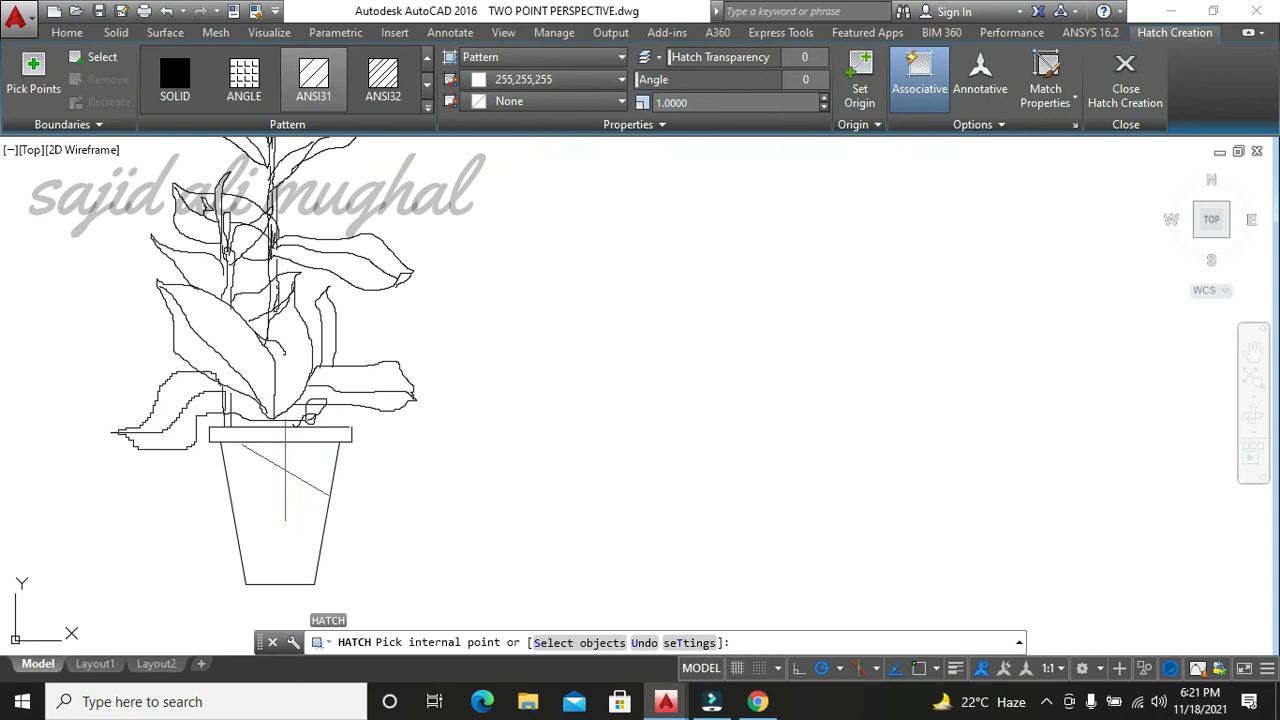 Autodesk AutoCAD 2016 TWO POINT PERSPECTIVE.dwg
Type a keyword or phrase
Sign In
Home Solid Surface Mesh Visualize Parametric Insert Annotate View Manage Output Add-ins A360 Express Tools Featured Apps BIM 360 Performance ANSYS 16.2 Hatch Creation
Pick Points
Select
Remove
Recreate
Boundaries
SOLID
ANGLE
ANSI31
ANSI32
Pattern
Pattern
255,255,255
None
Hatch Transparency 0
Angle 0
1.0000
Properties
Set Origin
Origin
Associative
Annotative
Match Properties
Options
Close Hatch Creation
Close
[−][Top][2D Wireframe]
sajid ali mughal
N
W TOP E
S
WCS
Y
X
HATCH
HATCH Pick internal point or [Select objects Undo seTtings]:
Model Layout1 Layout2 +
MODEL 1:1
Type here to search
22°C Haze
6:21 PM
11/18/2021